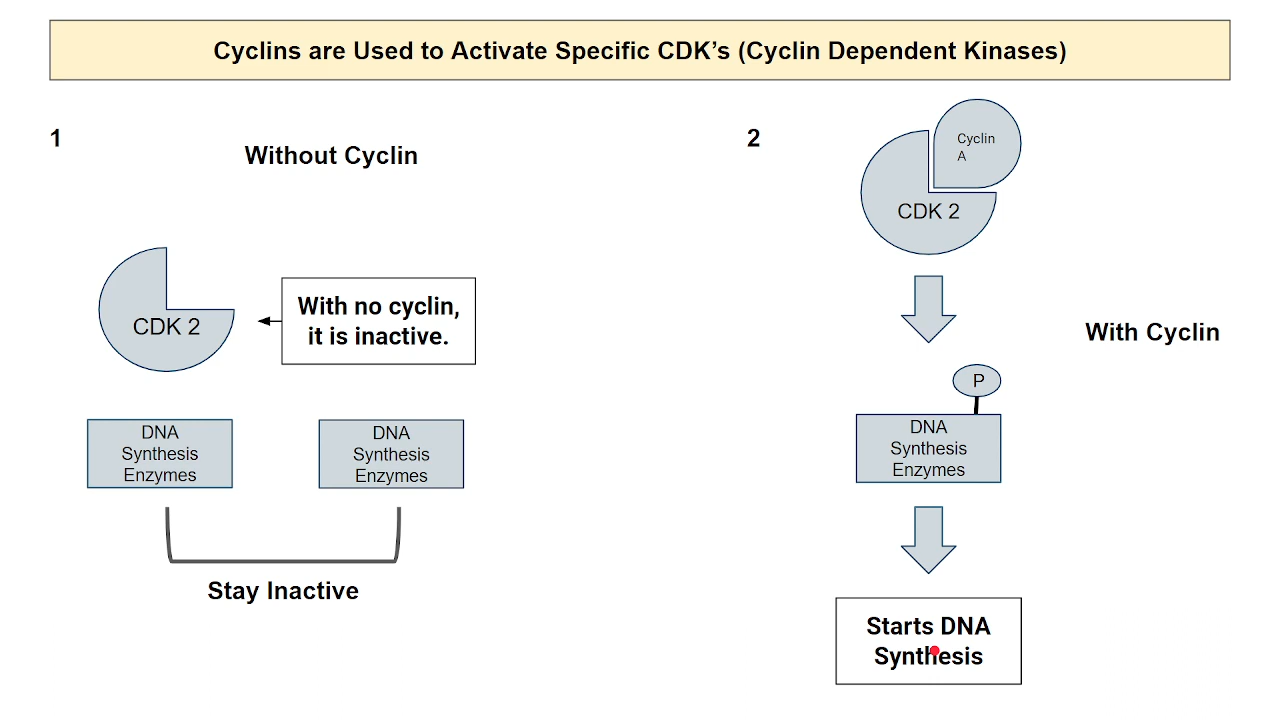 Cyclins are Used to Activate Specific CDK’s (Cyclin Dependent Kinases)
1
Without Cyclin
CDK 2
With no cyclin,
it is inactive.
DNA
Synthesis
Enzymes
DNA
Synthesis
Enzymes
Stay Inactive
2
Cyclin
A
CDK 2
With Cyclin
P
DNA
Synthesis
Enzymes
Starts DNA
Synthesis